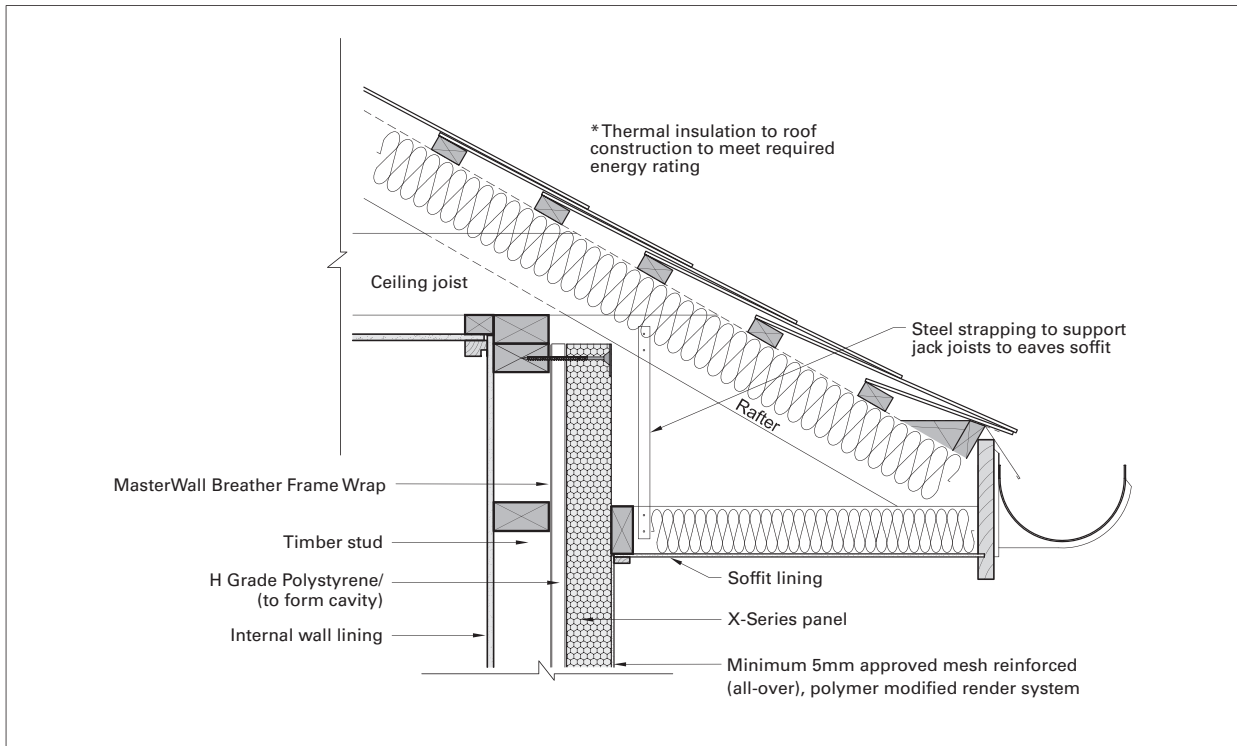 * Thermal insulation to roof
construction to meet required
energy rating
Ceiling joist
Steel strapping to support
jack joists to eaves soffit
Rafter
MasterWall Breather Frame Wrap
Timber stud
H Grade Polystyrene/
(to form cavity)
Internal wall lining
Soffit lining
X-Series panel
Minimum 5mm approved mesh reinforced
(all-over), polymer modified render system